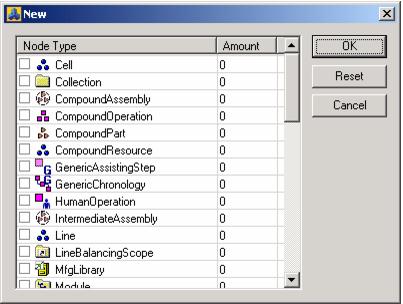 New
Node Type Amount
Cell 0
Collection 0
CompoundAssembly 0
CompoundOperation 0
CompoundPart 0
CompoundResource 0
GenericAssistingStep 0
GenericChronology 0
HumanOperation 0
IntermediateAssembly 0
Line 0
LineBalancingScope 0
MfgLibrary 0
Module 0
OK
Reset
Cancel